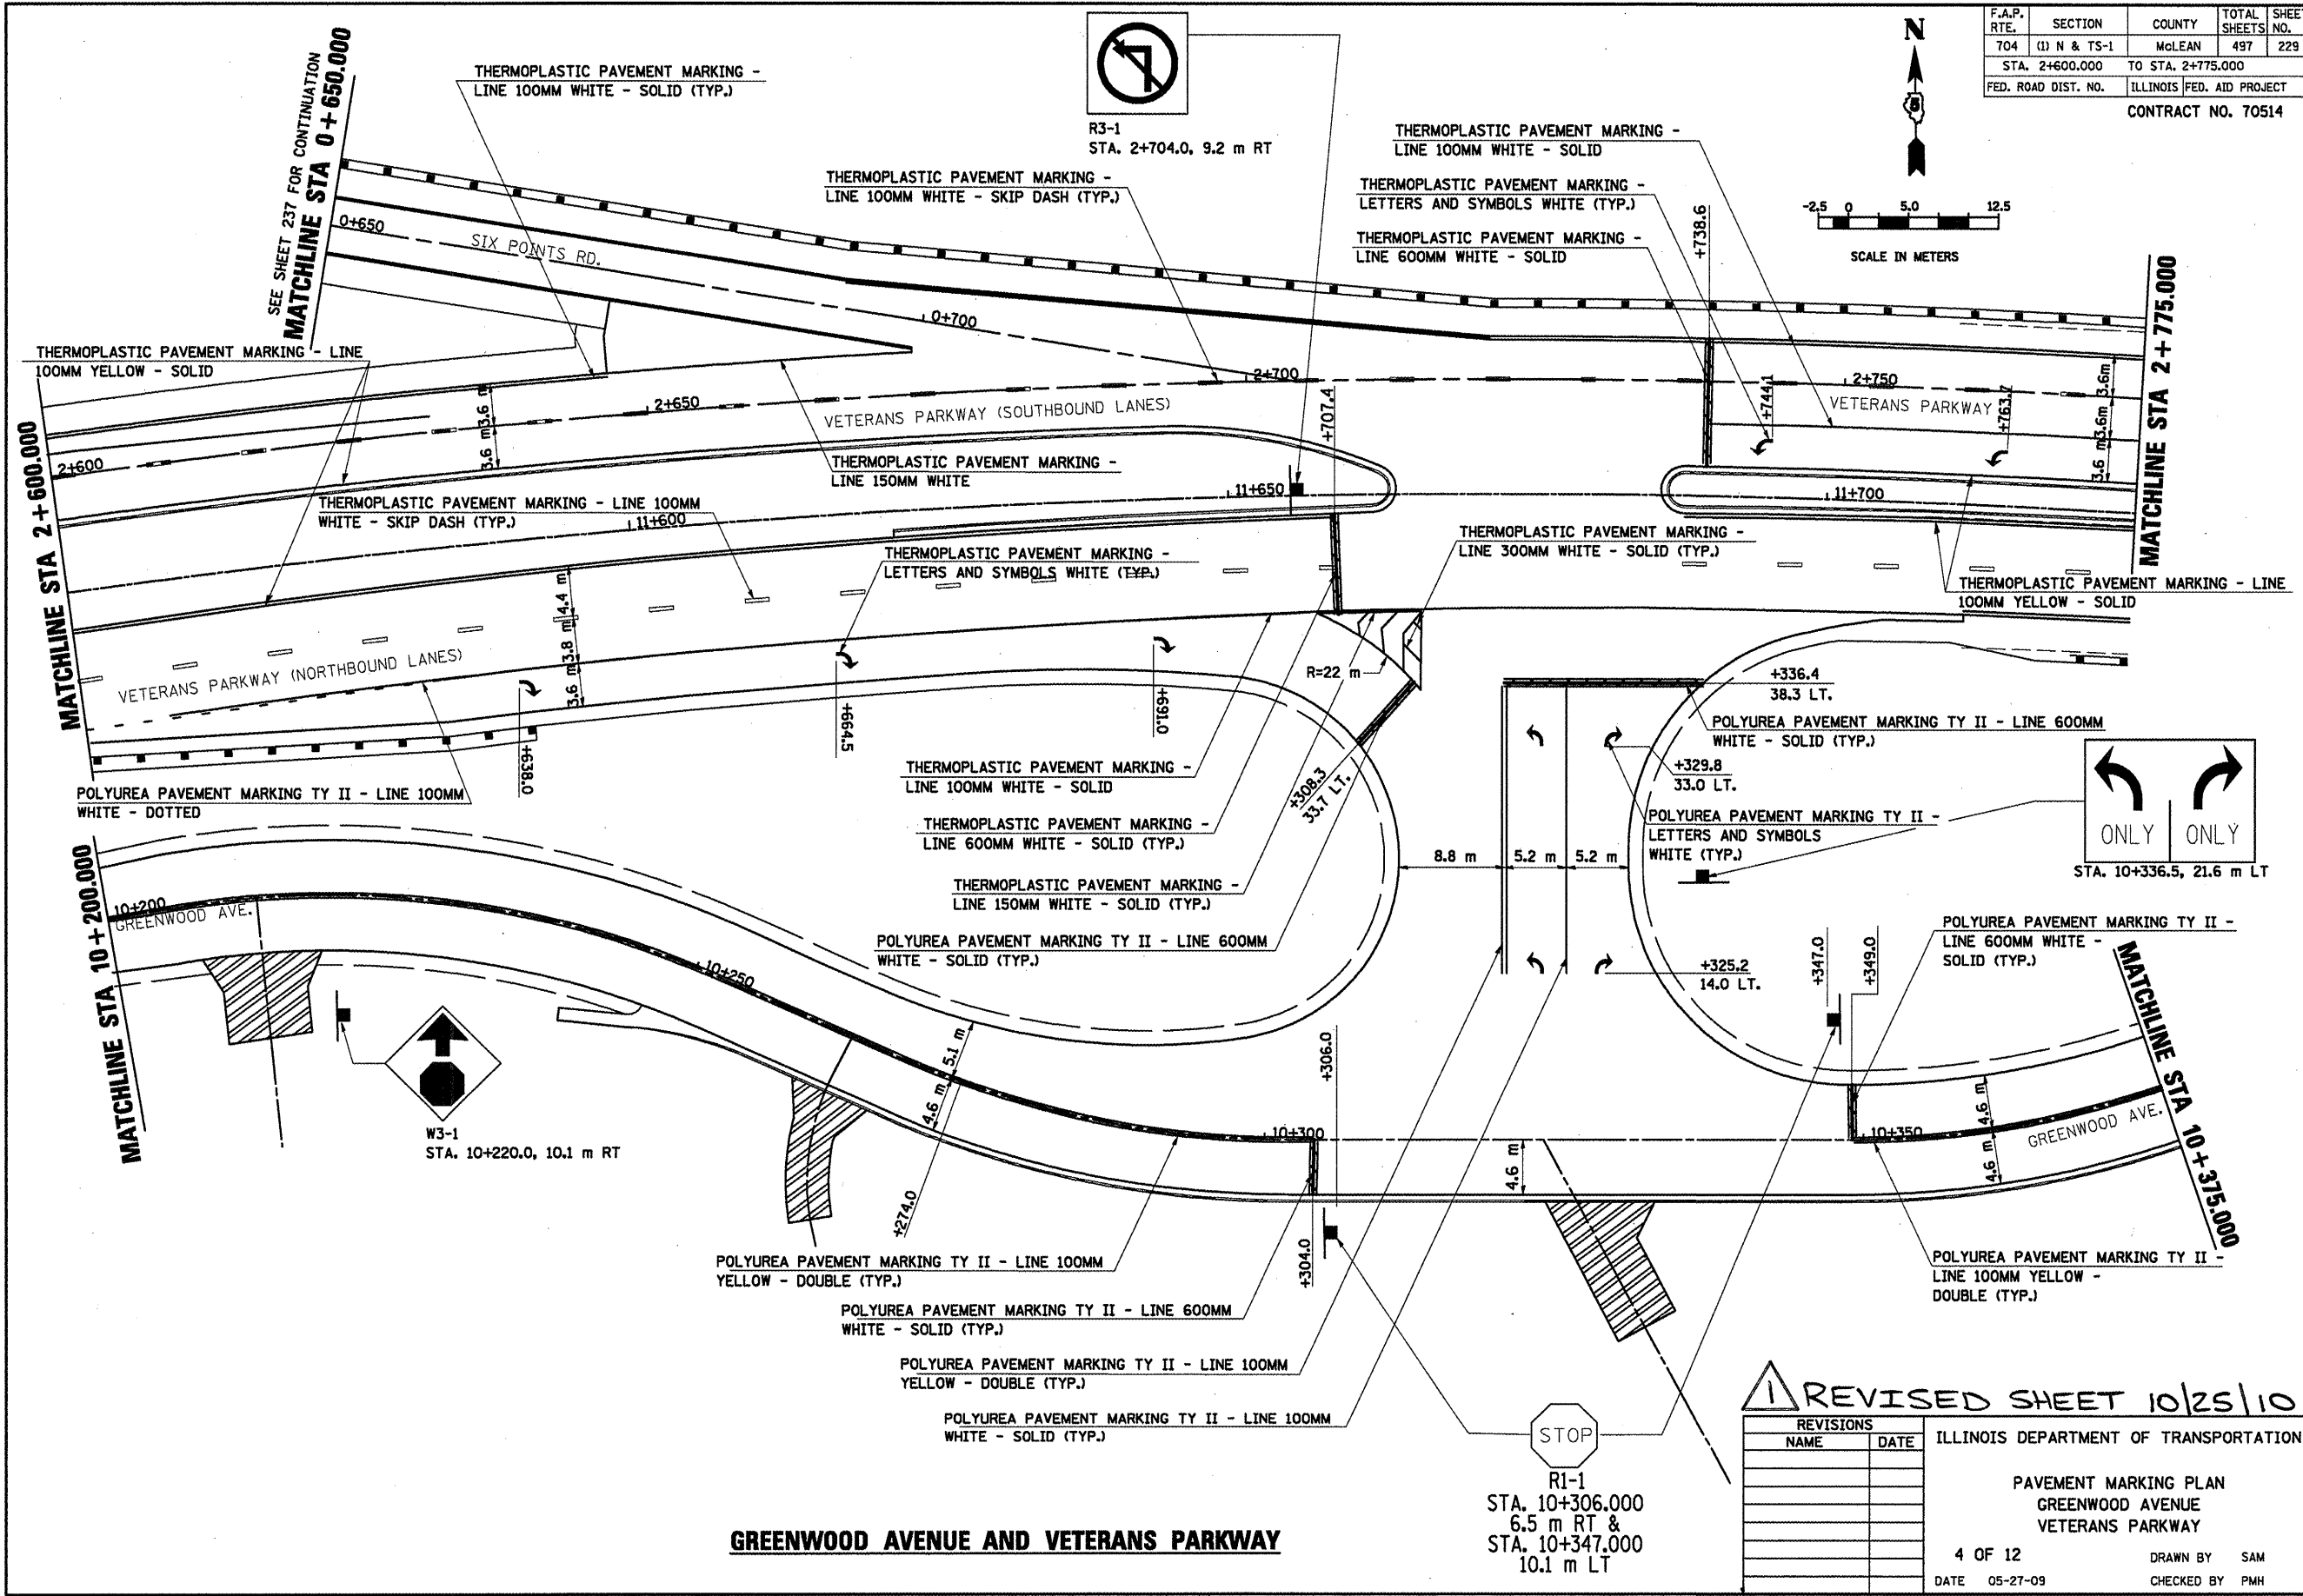 F.A.P. RTE. SECTION COUNTY TOTAL SHEETS SHEET NO.
704 (1) N & TS-1 McLEAN 497 229
STA. 2+600.000 TO STA. 2+775.000
FED. ROAD DIST. NO. ILLINOIS FED. AID PROJECT
CONTRACT NO. 70514
N
5
-2.5 0 5.0 12.5
SCALE IN METERS
R3-1
STA. 2+704.0, 9.2 m RT
SEE SHEET 237 FOR CONTINUATION
MATCHLINE STA 0+650.000
THERMOPLASTIC PAVEMENT MARKING -
LINE 100MM WHITE - SOLID (TYP.)
THERMOPLASTIC PAVEMENT MARKING -
LINE 100MM WHITE - SKIP DASH (TYP.)
THERMOPLASTIC PAVEMENT MARKING -
LINE 100MM WHITE - SOLID
THERMOPLASTIC PAVEMENT MARKING -
LETTERS AND SYMBOLS WHITE (TYP.)
THERMOPLASTIC PAVEMENT MARKING -
LINE 600MM WHITE - SOLID
+738.6
0+650
SIX POINTS RD.
0+700
THERMOPLASTIC PAVEMENT MARKING - LINE
100MM YELLOW - SOLID
MATCHLINE STA 2+600.000
2+600
3.6 m
3.6 m
2+650
VETERANS PARKWAY (SOUTHBOUND LANES)
2+700
+707.4
2+750
+744.1
VETERANS PARKWAY
+763.7
3.6m
3.6m
3.6 m
MATCHLINE STA 2+775.000
THERMOPLASTIC PAVEMENT MARKING -
LINE 150MM WHITE
THERMOPLASTIC PAVEMENT MARKING - LINE 100MM
WHITE - SKIP DASH (TYP.)
11+600
11+650
11+700
THERMOPLASTIC PAVEMENT MARKING -
LETTERS AND SYMBOLS WHITE (TYP.)
THERMOPLASTIC PAVEMENT MARKING -
LINE 300MM WHITE - SOLID (TYP.)
THERMOPLASTIC PAVEMENT MARKING - LINE
100MM YELLOW - SOLID
4.4 m
3.8 m
3.6 m
VETERANS PARKWAY (NORTHBOUND LANES)
+638.0
+664.5
+691.0
R=22 m
+336.4
38.3 LT.
POLYUREA PAVEMENT MARKING TY II - LINE 600MM
WHITE - SOLID (TYP.)
+329.8
33.0 LT.
POLYUREA PAVEMENT MARKING TY II -
LETTERS AND SYMBOLS
WHITE (TYP.)
ONLY ONLY
STA. 10+336.5, 21.6 m LT
POLYUREA PAVEMENT MARKING TY II - LINE 100MM
WHITE - DOTTED
THERMOPLASTIC PAVEMENT MARKING -
LINE 100MM WHITE - SOLID
+308.3
33.7 LT.
THERMOPLASTIC PAVEMENT MARKING -
LINE 600MM WHITE - SOLID (TYP.)
8.8 m 5.2 m 5.2 m
THERMOPLASTIC PAVEMENT MARKING -
LINE 150MM WHITE - SOLID (TYP.)
POLYUREA PAVEMENT MARKING TY II - LINE 600MM
WHITE - SOLID (TYP.)
MATCHLINE STA 10+200.000
10+200
GREENWOOD AVE.
10+250
+325.2
14.0 LT.
+347.0
+349.0
POLYUREA PAVEMENT MARKING TY II -
LINE 600MM WHITE -
SOLID (TYP.)
MATCHLINE STA 10+375.000
W3-1
STA. 10+220.0, 10.1 m RT
5.1 m
4.6 m
+274.0
10+300
+306.0
+304.0
4.6 m
10+350
4.6 m
4.6 m
GREENWOOD AVE.
POLYUREA PAVEMENT MARKING TY II - LINE 100MM
YELLOW - DOUBLE (TYP.)
POLYUREA PAVEMENT MARKING TY II - LINE 600MM
WHITE - SOLID (TYP.)
POLYUREA PAVEMENT MARKING TY II - LINE 100MM
YELLOW - DOUBLE (TYP.)
POLYUREA PAVEMENT MARKING TY II - LINE 100MM
WHITE - SOLID (TYP.)
POLYUREA PAVEMENT MARKING TY II -
LINE 100MM YELLOW -
DOUBLE (TYP.)
STOP
R1-1
STA. 10+306.000
6.5 m RT &
STA. 10+347.000
10.1 m LT
GREENWOOD AVENUE AND VETERANS PARKWAY
1 REVISED SHEET 10/25/10
REVISIONS
NAME DATE
ILLINOIS DEPARTMENT OF TRANSPORTATION
PAVEMENT MARKING PLAN
GREENWOOD AVENUE
VETERANS PARKWAY
4 OF 12 DRAWN BY SAM
DATE 05-27-09 CHECKED BY PMH